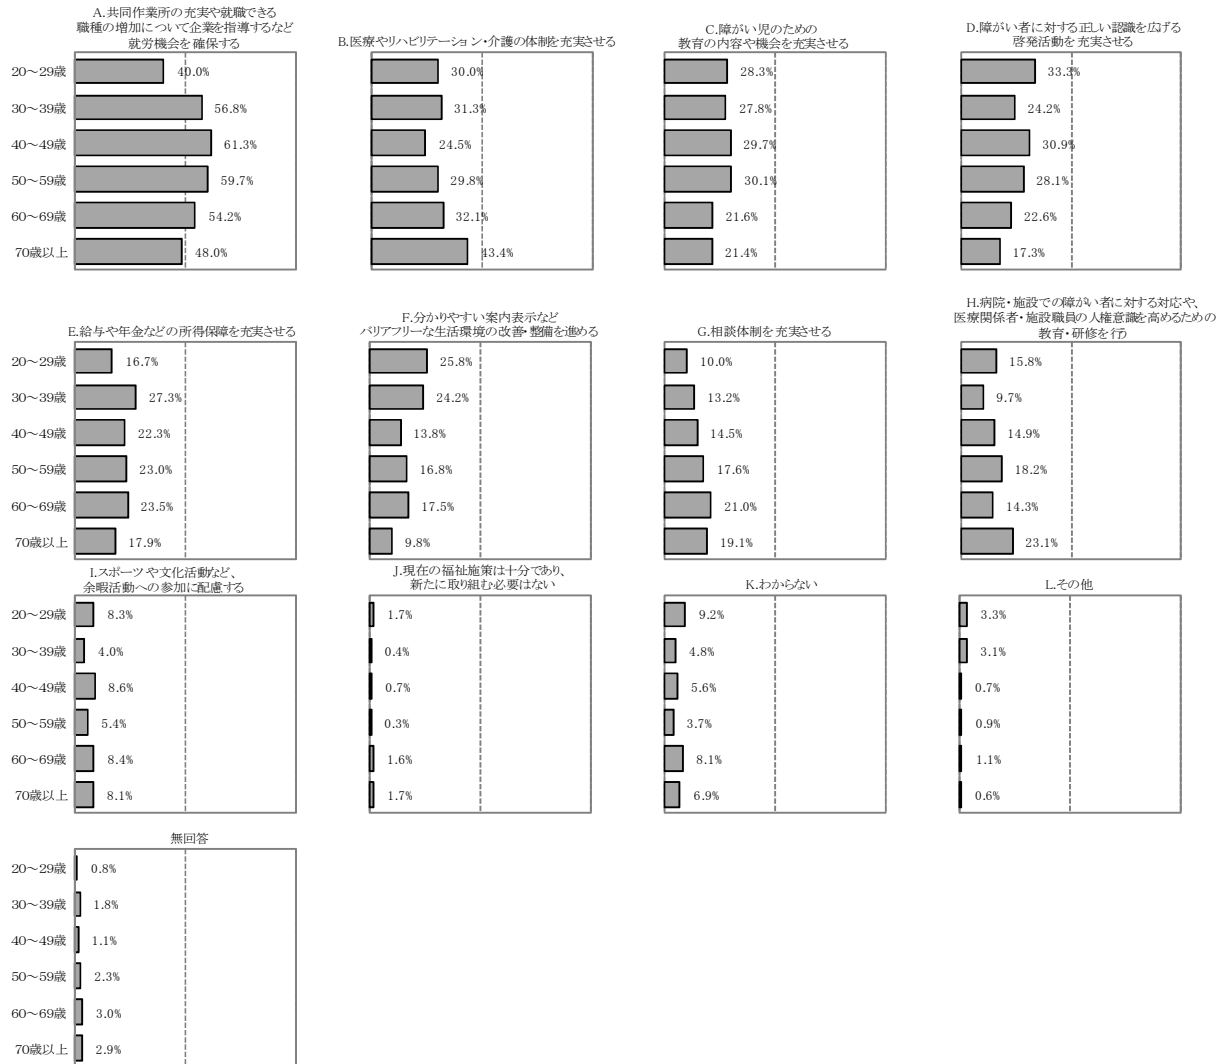 A.共同作業所の充実や就職できる
職種の増加について企業を指導するなど
就労機会を確保する
20～29歳 40.0%
30～39歳 56.8%
40～49歳 61.3%
50～59歳 59.7%
60～69歳 54.2%
70歳以上 48.0%
B.医療やリハビリテーション・介護の体制を充実させる
30.0%
31.3%
24.5%
29.8%
32.1%
43.4%
C.障がい児のための
教育の内容や機会を充実させる
28.3%
27.8%
29.7%
30.1%
21.6%
21.4%
D.障がい者に対する正しい認識を広げる
啓発活動を充実させる
33.3%
24.2%
30.9%
28.1%
22.6%
17.3%
E.給与や年金などの所得保障を充実させる
20～29歳 16.7%
30～39歳 27.3%
40～49歳 22.3%
50～59歳 23.0%
60～69歳 23.5%
70歳以上 17.9%
F.分かりやすい案内表示など
バリアフリーな生活環境の改善・整備を進める
25.8%
24.2%
13.8%
16.8%
17.5%
9.8%
G.相談体制を充実させる
10.0%
13.2%
14.5%
17.6%
21.0%
19.1%
H.病院・施設での障がい者に対する対応や、
医療関係者・施設職員の人権意識を高めるための
教育・研修を行う
15.8%
9.7%
14.9%
18.2%
14.3%
23.1%
I.スポーツや文化活動など、
余暇活動への参加に配慮する
20～29歳 8.3%
30～39歳 4.0%
40～49歳 8.6%
50～59歳 5.4%
60～69歳 8.4%
70歳以上 8.1%
J.現在の福祉施策は十分であり、
新たに取り組む必要はない
1.7%
0.4%
0.7%
0.3%
1.6%
1.7%
K.わからない
9.2%
4.8%
5.6%
3.7%
8.1%
6.9%
L.その他
3.3%
3.1%
0.7%
0.9%
1.1%
0.6%
無回答
20～29歳 0.8%
30～39歳 1.8%
40～49歳 1.1%
50～59歳 2.3%
60～69歳 3.0%
70歳以上 2.9%